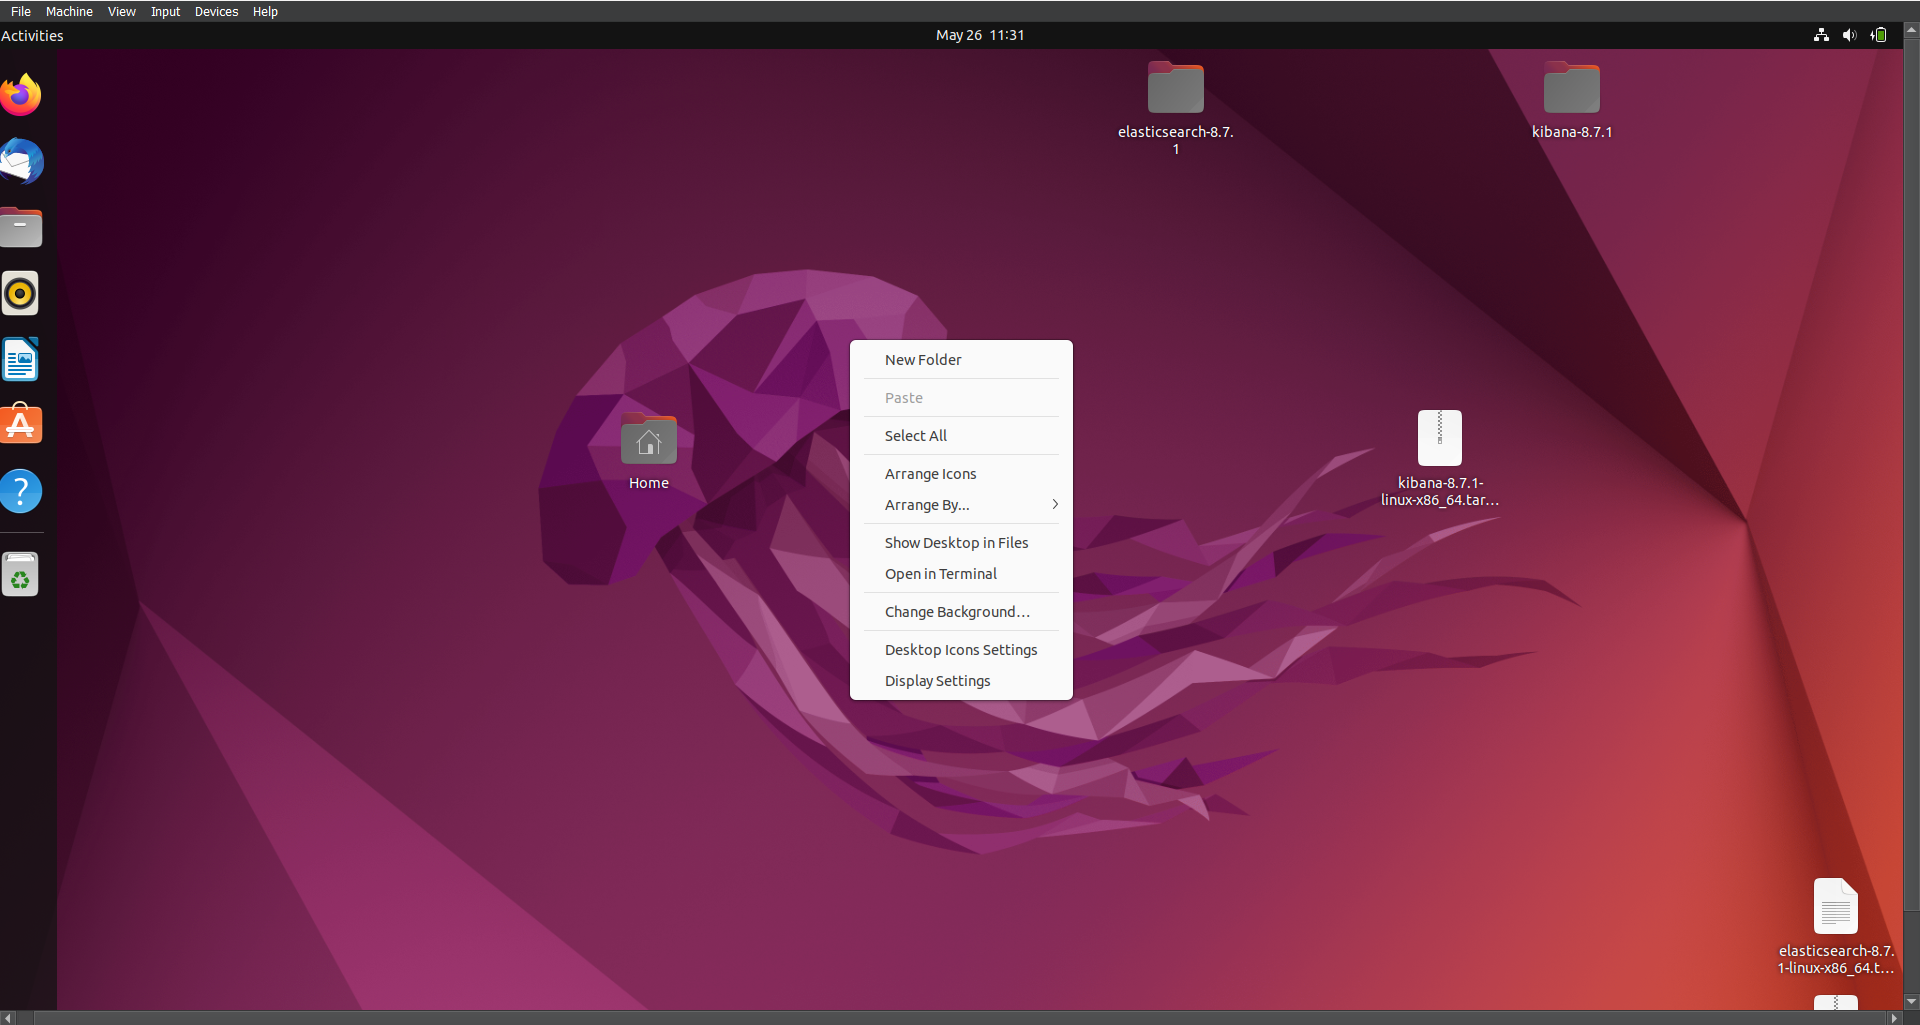 File Machine View Input Devices Help
Activities
May 26 11:31
elasticsearch-8.7.
1
kibana-8.7.1
New Folder
Paste
Select All
Arrange Icons
Arrange By...
Show Desktop in Files
Open in Terminal
Change Background…
Desktop Icons Settings
Display Settings
Home
kibana-8.7.1-
linux-x86_64.tar…
elasticsearch-8.7.
1-linux-x86_64.t…